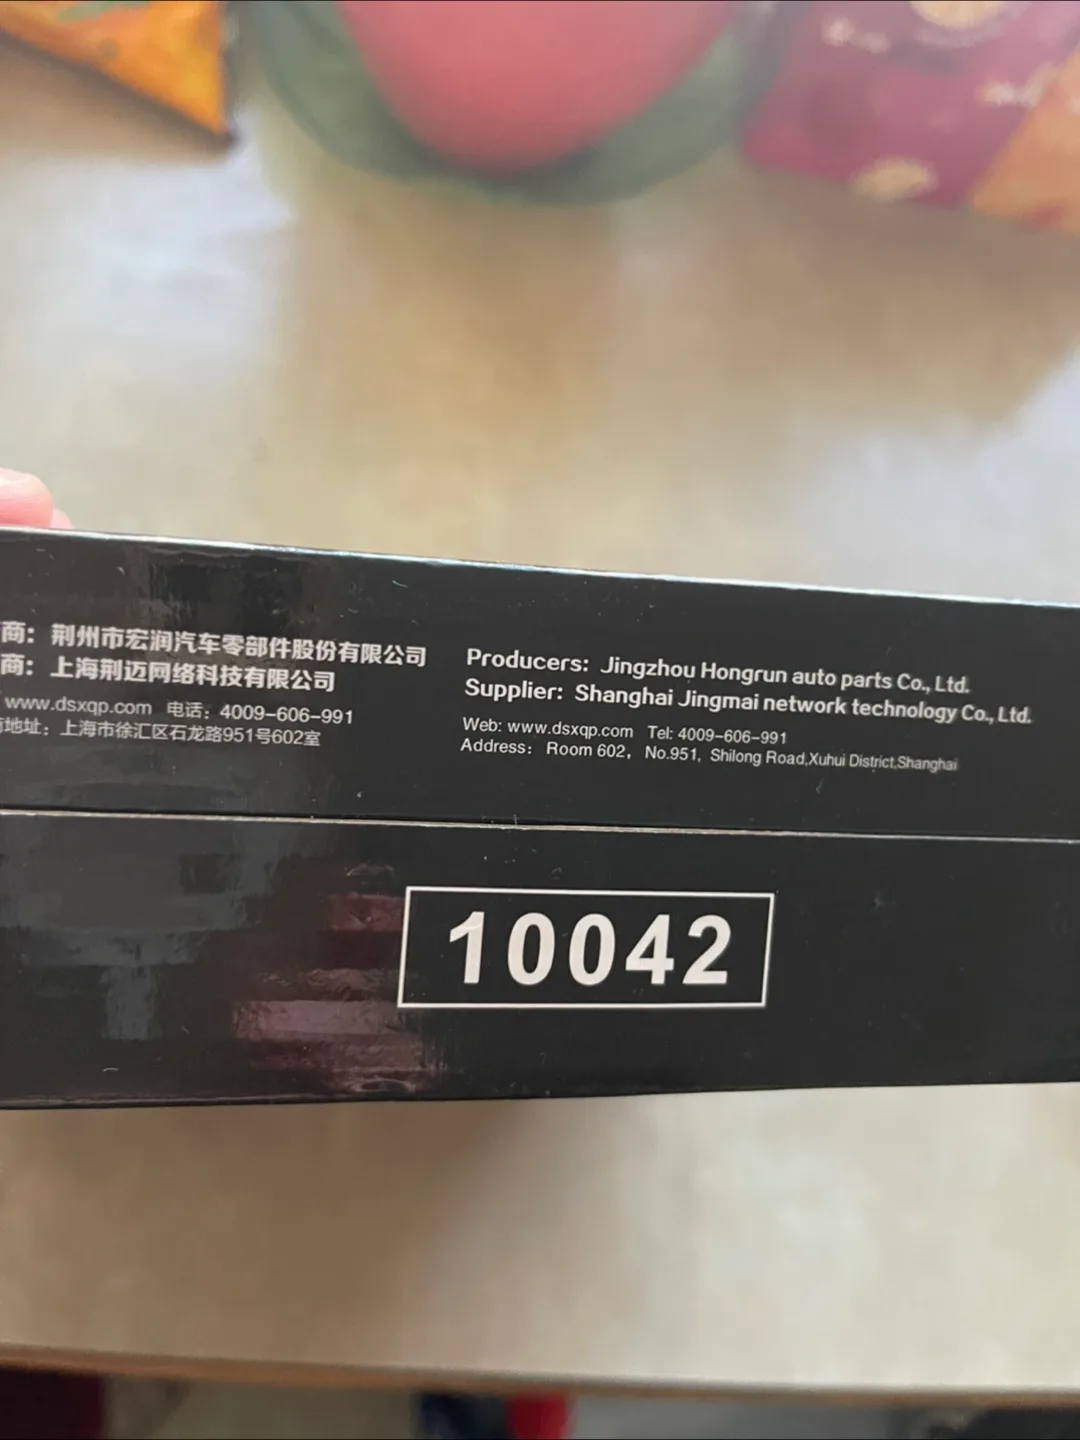 商：荆州市宏润汽车零部件股份有限公司
商：上海荆迈网络科技有限公司
www.dsxqp.com 电话：4009-606-991
地址：上海市徐汇区石龙路951号602室
Producers: Jingzhou Hongrun auto parts Co., Ltd.
Supplier: Shanghai Jingmai network technology Co., Ltd.
Web: www.dsxqp.com Tel: 4009-606-991
Address: Room 602, No.951, Shilong Road,Xuhui District,Shanghai
10042